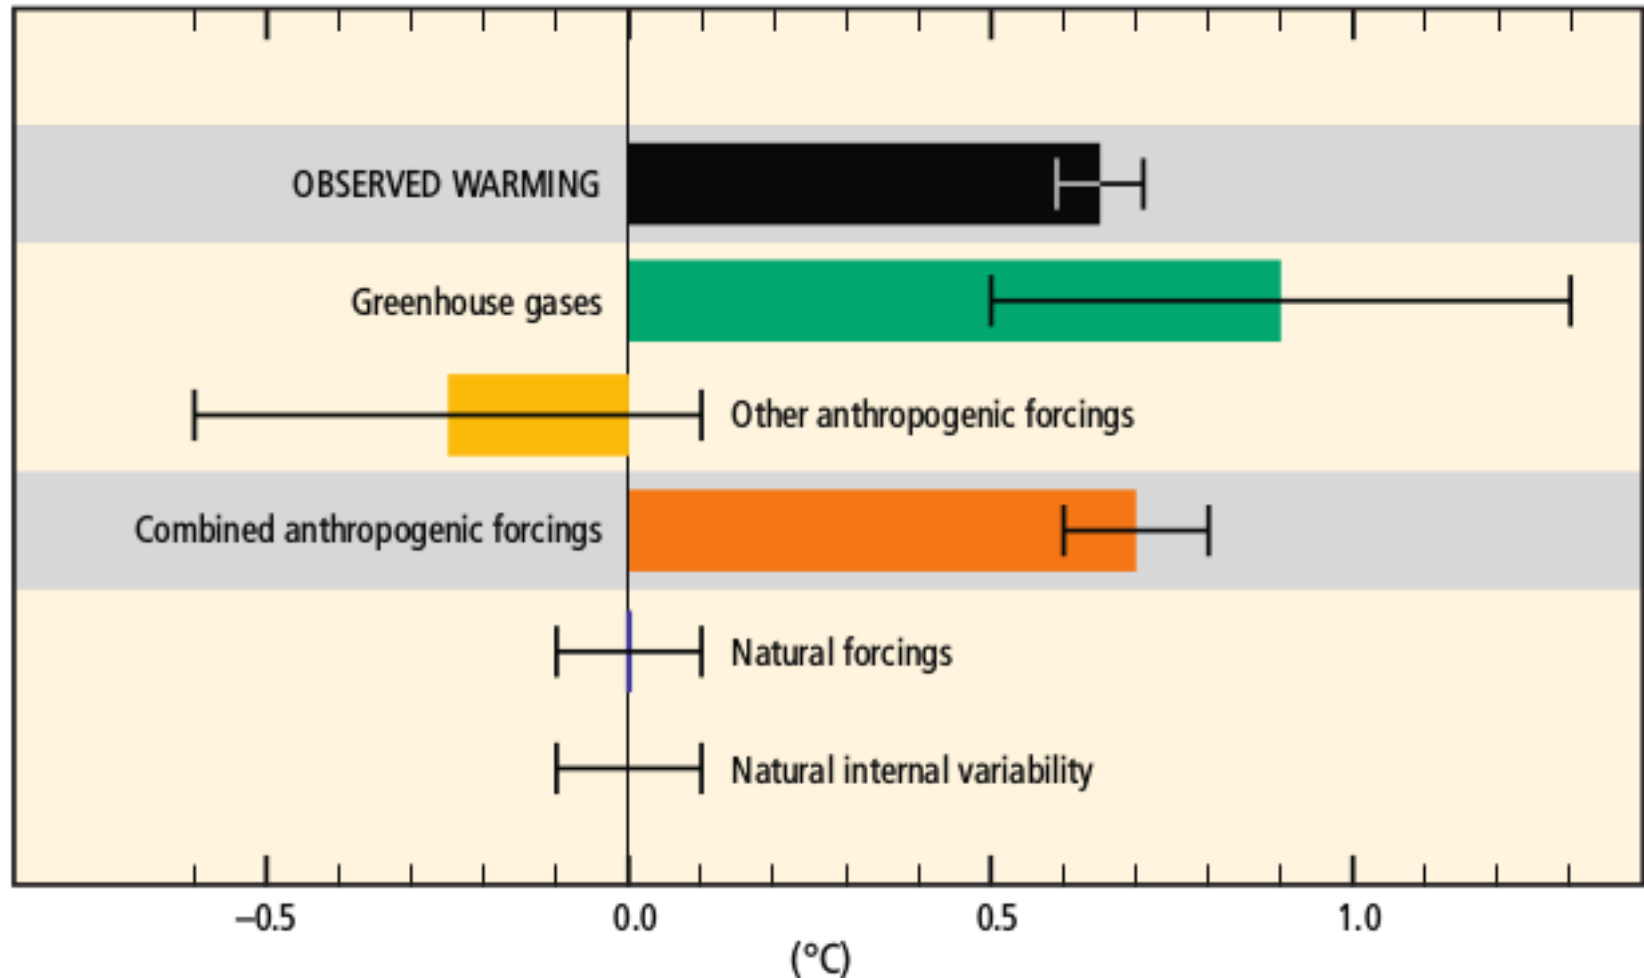 OBSERVED WARMING
Greenhouse gases
Other anthropogenic forcings
Combined anthropogenic forcings
Natural forcings
Natural internal variability
–0.5 0.0 0.5 1.0
(°C)